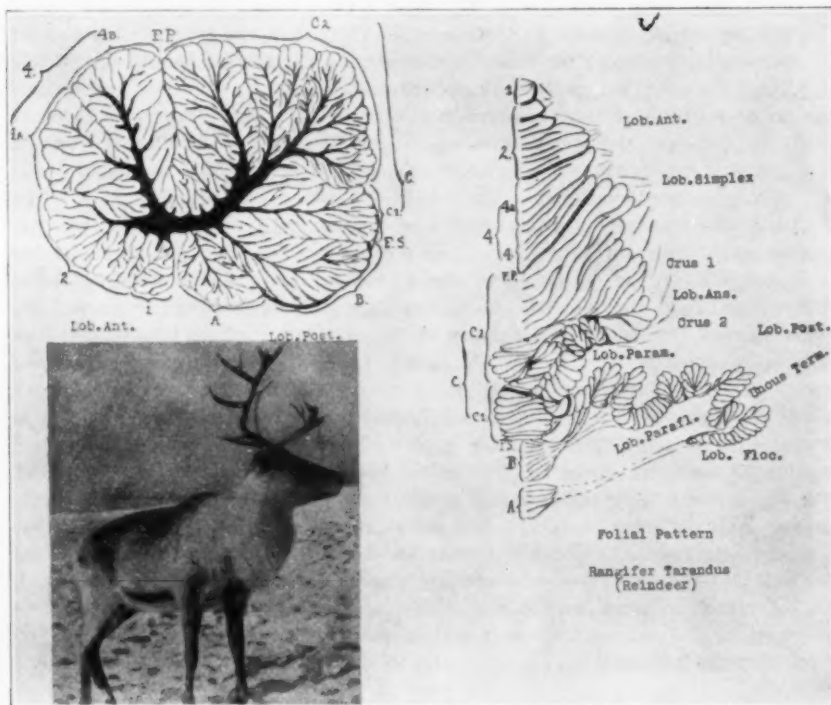 4B. F.P. C2
4.
4A.
C.
C1.
F.S.
2.
1
A
B.
Lob.Ant. Lob.Post.
1
Lob.Ant.
2
Lob.Simplex
4B
4
4
F.P.
Crus 1
Lob.Ans.
C2
Crus 2
Lob.Post.
Lob.Param.
C
Uncus Term.
C1
Lob.Parafl.
Lob. Floc.
B
A
Folial Pattern
Rangifer Tarandus
(Reindeer)